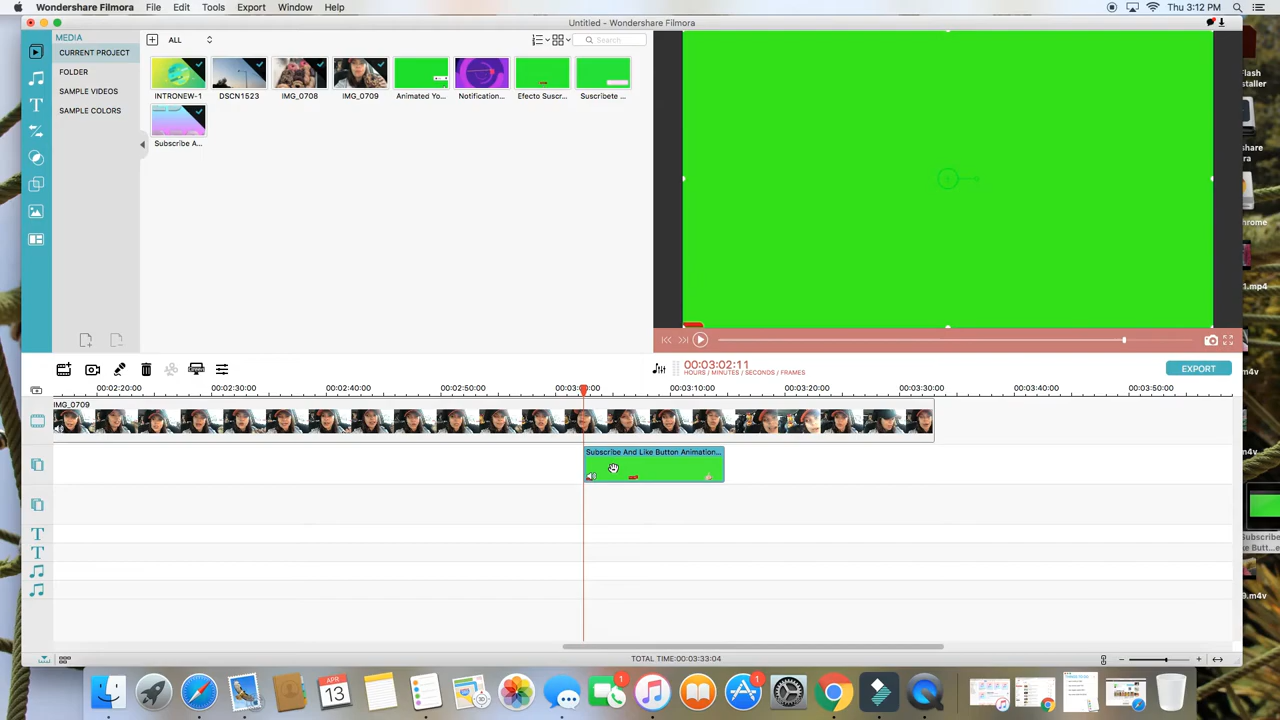 Wondershare Filmora File Edit Tools Export Window Help Thu 3:12 PM
Untitled - Wondershare Filmora
MEDIA
CURRENT PROJECT
FOLDER
SAMPLE VIDEOS
SAMPLE COLORS
ALL
Search
INTRONEW-1 DSCN1523 IMG_0708 IMG_0709 Animated Yo... Notification... Efecto Suscr... Suscribete ...
Subscribe A...
00:03:02:11
HOURS / MINUTES / SECONDS / FRAMES
EXPORT
00:02:20:00 00:02:30:00 00:02:40:00 00:02:50:00 00:03:10:00 00:03:20:00 00:03:30:00 00:03:40:00 00:03:50:00
IMG_0709
Subscribe And Like Button Animation...
TOTAL TIME:00:03:33:04
APR
13
1
1